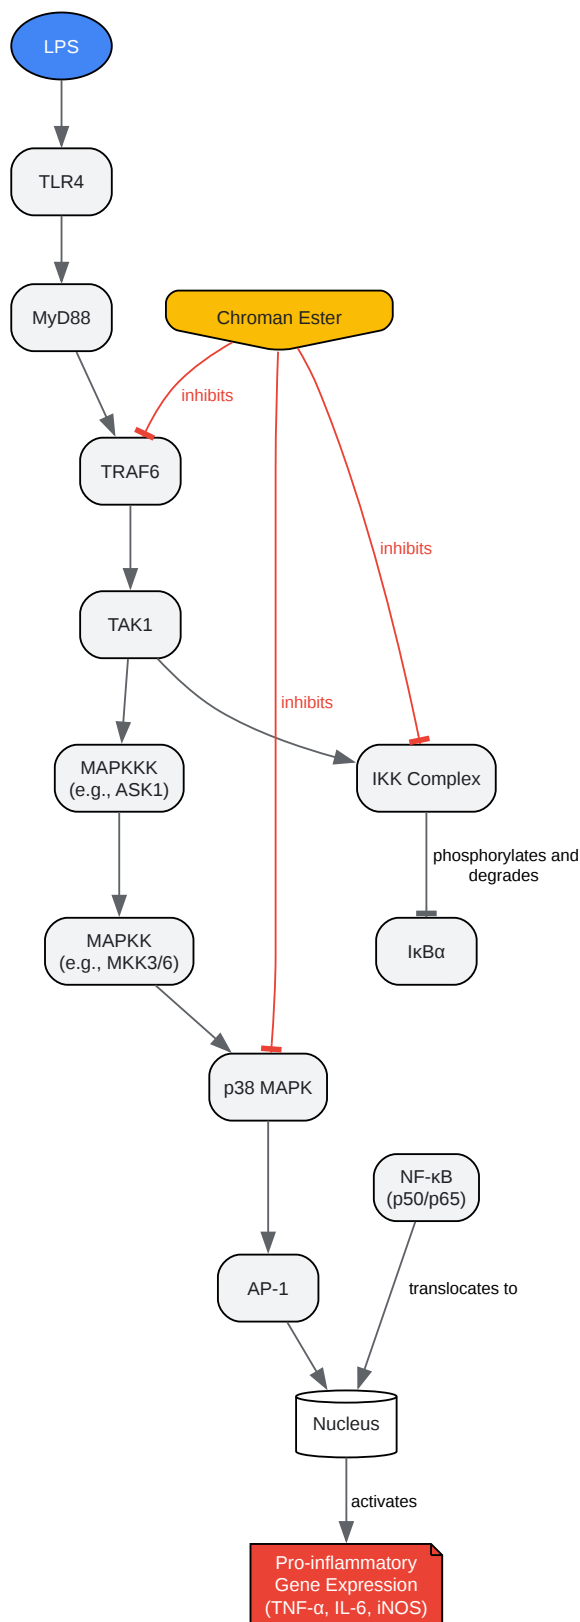 LPS
TLR4
MyD88
Chroman Ester
inhibits
TRAF6
inhibits
TAK1
inhibits
MAPKKK
(e.g., ASK1)
IKK Complex
phosphorylates and
degrades
MAPKK
(e.g., MKK3/6)
IκBα
p38 MAPK
NF-κB
(p50/p65)
AP-1
translocates to
Nucleus
activates
Pro-inflammatory
Gene Expression
(TNF-α, IL-6, iNOS)